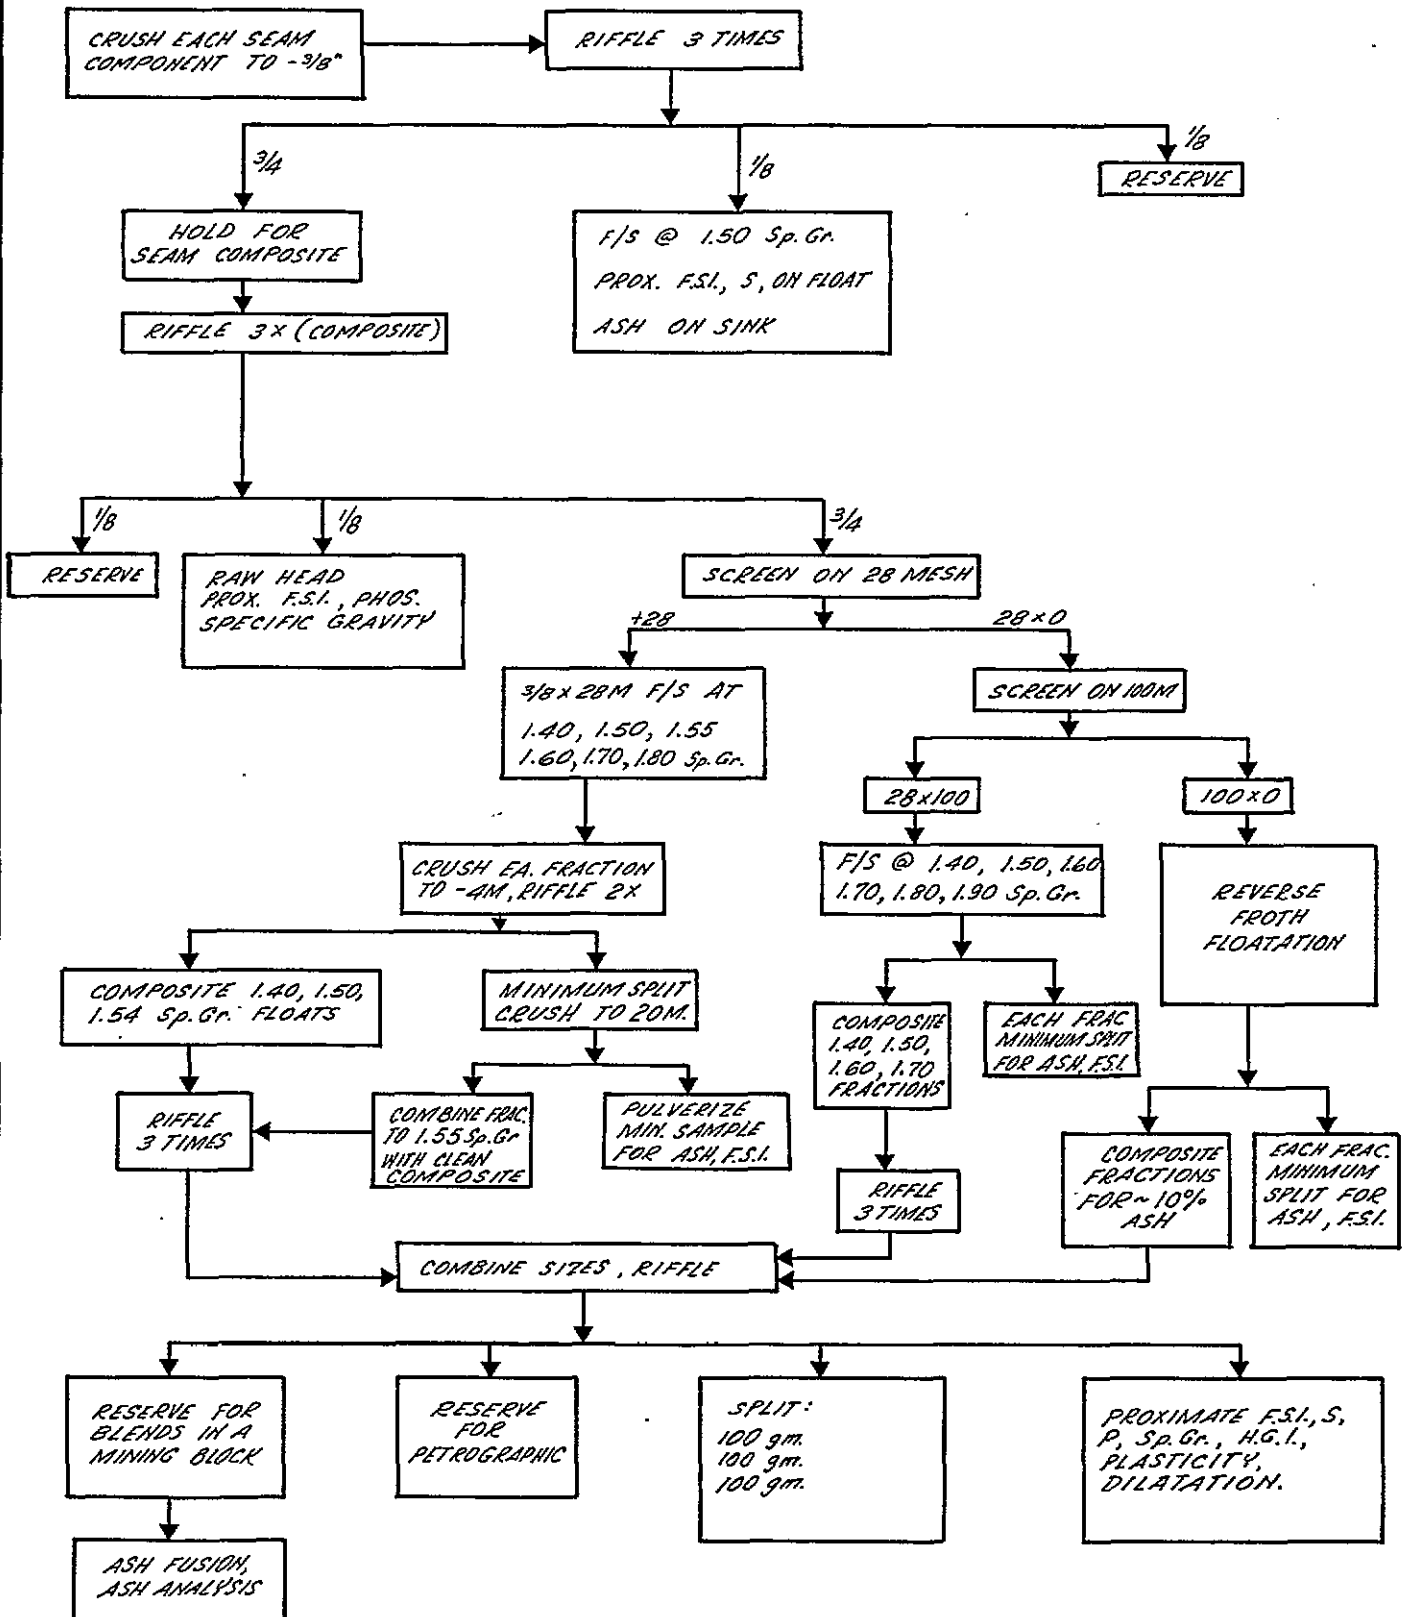 CRUSH EACH SEAM
COMPONENT TO -3/8"
RIFFLE 3 TIMES
3/4
1/8
1/8
RESERVE
HOLD FOR
SEAM COMPOSITE
F/S @ 1.50 Sp. Gr.
PROX. F.S.I., S, ON FLOAT
ASH ON SINK
RIFFLE 3 x (COMPOSITE)
1/8
1/8
3/4
RESERVE
RAW HEAD
PROX. F.S.I., PHOS.
SPECIFIC GRAVITY
SCREEN ON 28 MESH
+28
28 x 0
3/8 x 28M F/S AT
1.40, 1.50, 1.55
1.60, 1.70, 1.80 Sp. Gr.
SCREEN ON 100M
28 x 100
100 x 0
CRUSH EA. FRACTION
TO -4M, RIFFLE 2X
F/S @ 1.40, 1.50, 1.60
1.70, 1.80, 1.90 Sp. Gr.
REVERSE
FROTH
FLOATATION
COMPOSITE 1.40, 1.50,
1.54 Sp. Gr. FLOATS
MINIMUM SPLIT
CRUSH TO 20M.
COMPOSITE
1.40, 1.50,
1.60, 1.70
FRACTIONS
EACH FRAC
MINIMUM SPLIT
FOR ASH, F.S.I.
RIFFLE
3 TIMES
COMBINE FRAC.
TO 1.55 Sp. Gr
WITH CLEAN
COMPOSITE
PULVERIZE
MIN. SAMPLE
FOR ASH, F.S.I.
RIFFLE
3 TIMES
COMPOSITE
FRACTIONS
FOR ~ 10%
ASH
EACH FRAC.
MINIMUM
SPLIT FOR
ASH, F.S.I.
COMBINE SIZES, RIFFLE
RESERVE FOR
BLENDS IN A
MINING BLOCK
RESERVE
FOR
PETROGRAPHIC
SPLIT:
100 gm.
100 gm.
100 gm.
PROXIMATE F.S.I., S,
P, Sp. Gr., H.G.I.,
PLASTICITY,
DILATATION.
ASH FUSION,
ASH ANALYSIS